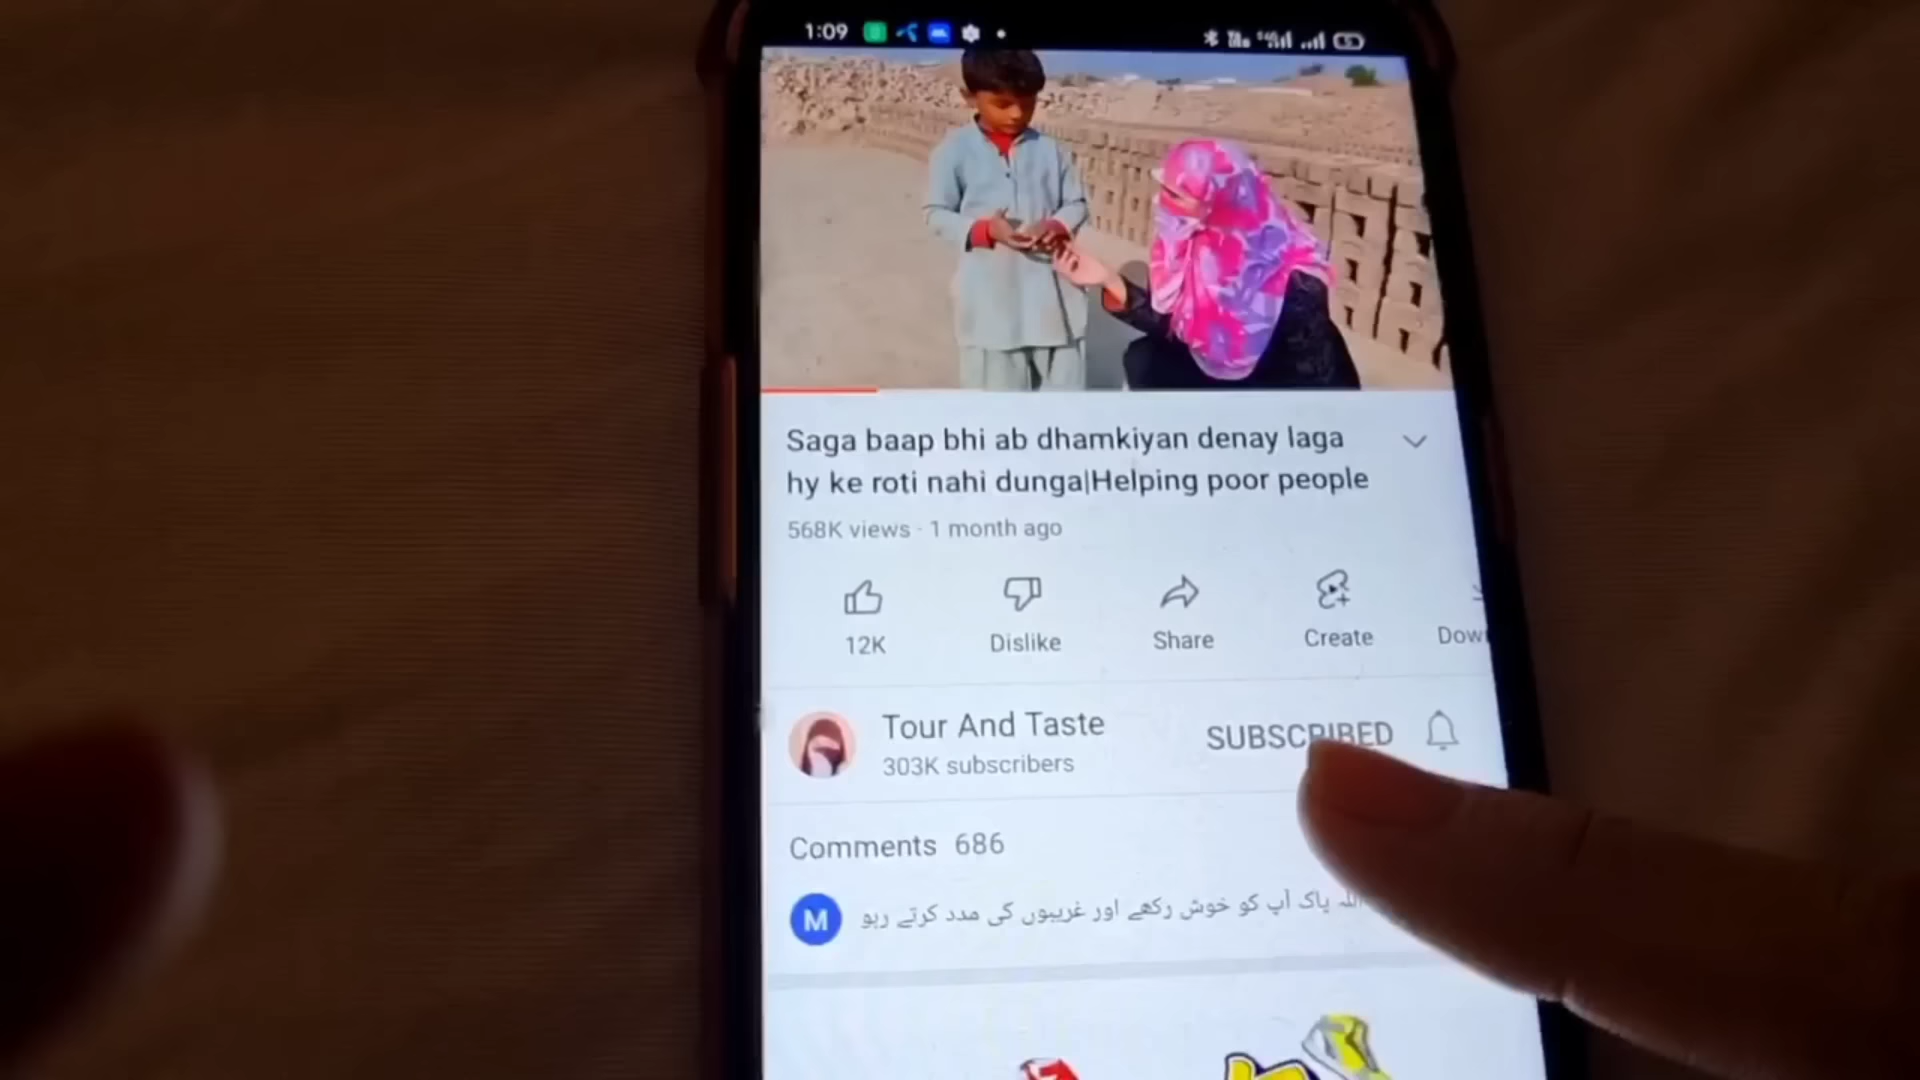 1:09
Saga baap bhi ab dhamkiyan denay laga
hy ke roti nahi dunga|Helping poor people
568K views · 1 month ago
12K
Dislike
Share
Create
Tour And Taste
SUBSCRIBED
303K subscribers
Comments 686
M
پاک آپ کو خوش رکھے اور غریبوں کی مدد کرتے رہو